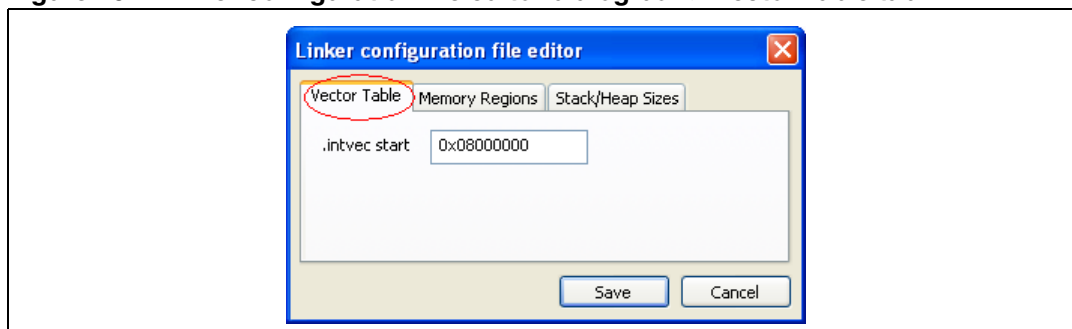 Linker configuration file editor
Vector Table Memory Regions Stack/Heap Sizes
.intvec start 0x08000000
Save Cancel